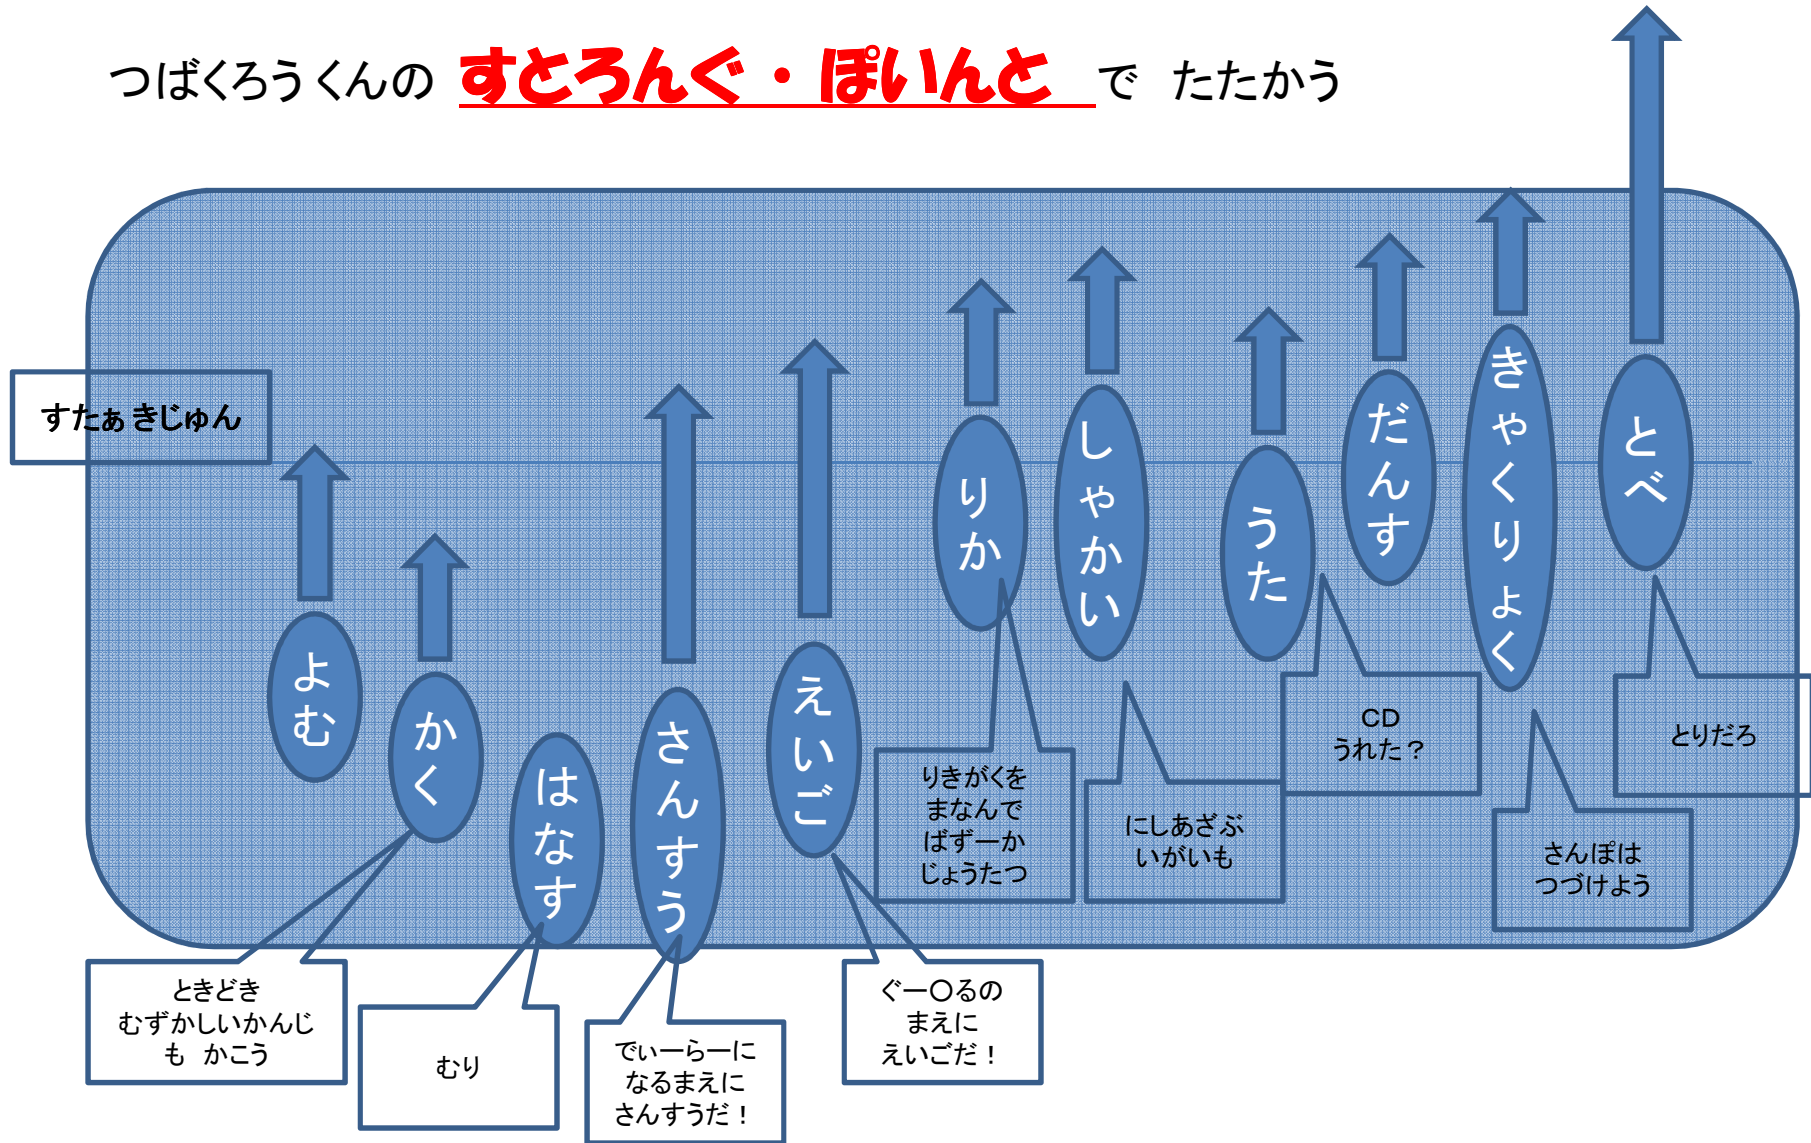 つばくろうくんの すとろんぐ・ぽいんと で たたかう
すたぁきじゅん
よむ
かく
はなす
さんすう
えいご
りか
しゃかい
うた
だんす
きゃくりょく
とべ
ときどき
むずかしいかんじ
も かこう
むり
でぃーらーに
なるまえに
さんすうだ！
ぐー〇るの
まえに
えいごだ！
りきがくを
まなんで
ばずーか
じょうたつ
にしあざぶ
いがいも
CD
うれた？
さんぽは
つづけよう
とりだろ